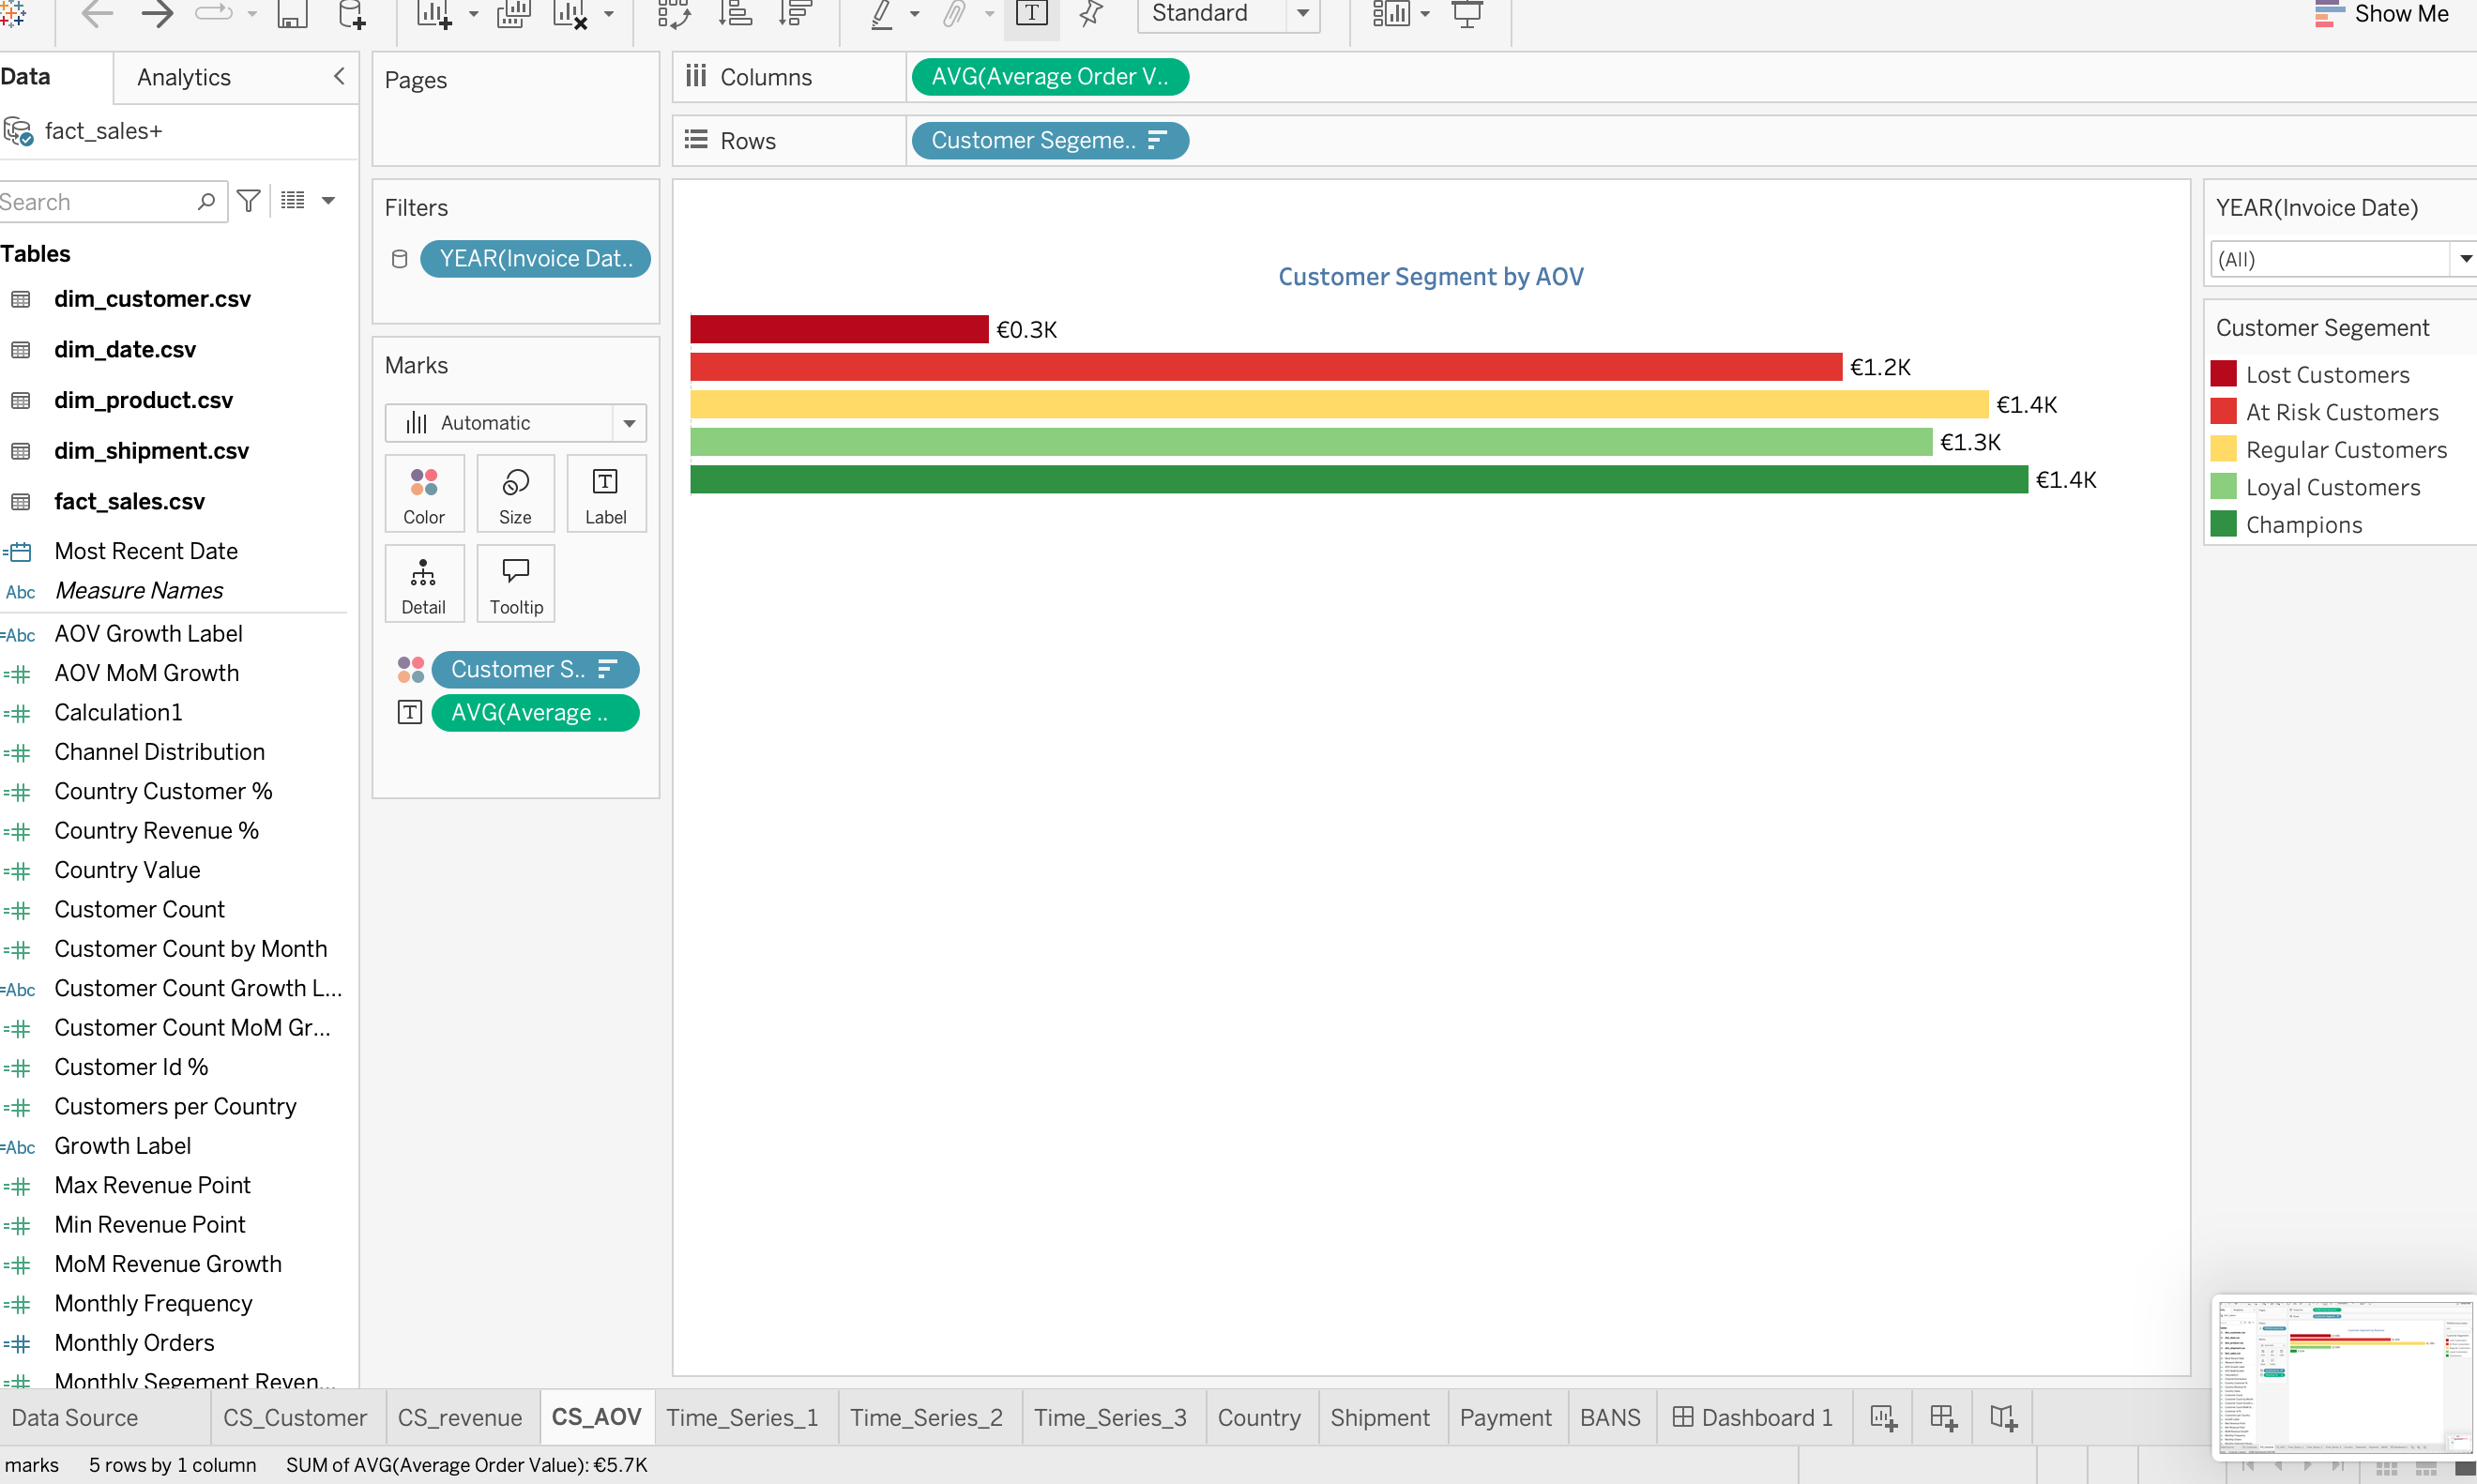 Standard
Show Me
Data
Analytics
fact_sales+
Search
Tables
dim_customer.csv
dim_date.csv
dim_product.csv
dim_shipment.csv
fact_sales.csv
Most Recent Date
Abc Measure Names
=Abc AOV Growth Label
AOV MoM Growth
Calculation1
Channel Distribution
Country Customer %
Country Revenue %
Country Value
Customer Count
Customer Count by Month
=Abc Customer Count Growth L...
Customer Count MoM Gr...
Customer Id %
Customers per Country
=Abc Growth Label
Max Revenue Point
Min Revenue Point
MoM Revenue Growth
Monthly Frequency
Monthly Orders
Monthly Segement Reven...
Pages
Filters
YEAR(Invoice Dat..
Marks
Automatic
Color Size Label
Detail Tooltip
Customer S..
AVG(Average ..
Columns AVG(Average Order V..
Rows Customer Segeme..
Customer Segment by AOV
€0.3K
€1.2K
€1.4K
€1.3K
€1.4K
YEAR(Invoice Date)
(All)
Customer Segement
Lost Customers
At Risk Customers
Regular Customers
Loyal Customers
Champions
Data Source CS_Customer CS_revenue CS_AOV Time_Series_1 Time_Series_2 Time_Series_3 Country Shipment Payment BANS Dashboard 1
marks 5 rows by 1 column SUM of AVG(Average Order Value): €5.7K